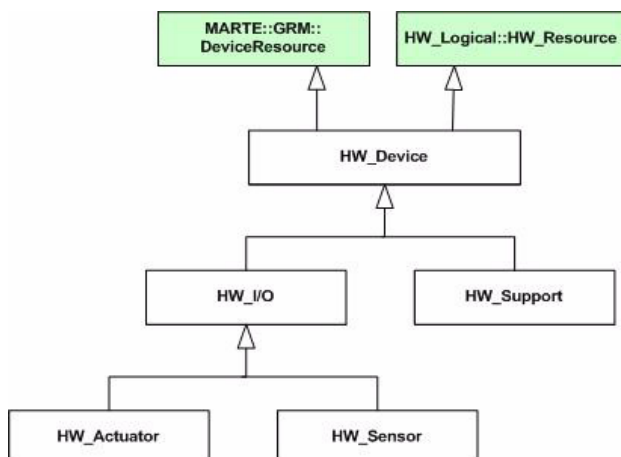 MARTE::GRM::
DeviceResource
HW_Logical::HW_Resource
HW_Device
HW_I/O
HW_Support
HW_Actuator
HW_Sensor